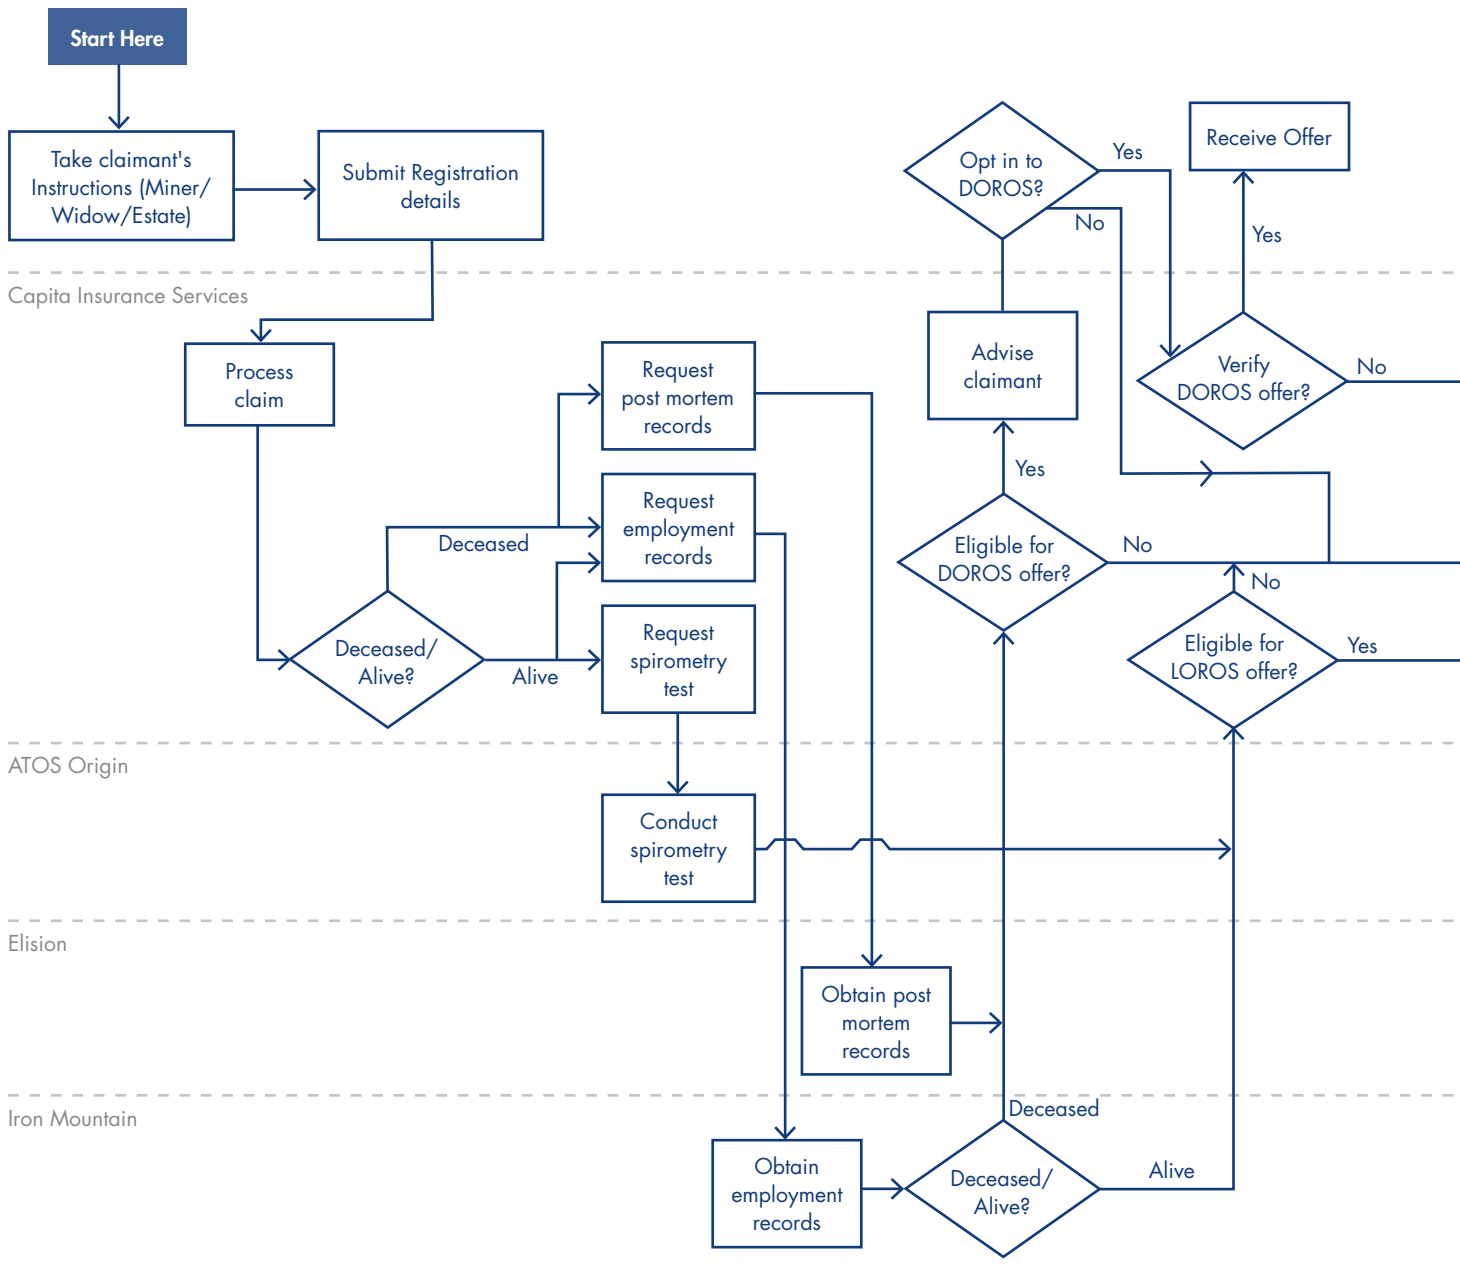 Start Here
Take claimant's
Instructions (Miner/
Widow/Estate)
Submit Registration
details
Opt in to
DOROS?
Yes
No
Receive Offer
Yes
Capita Insurance Services
Process
claim
Request
post mortem
records
Advise
claimant
Verify
DOROS offer?
No
Yes
Request
employment
records
Deceased
Eligible for
DOROS offer?
No
No
Deceased/
Alive?
Alive
Request
spirometry
test
Eligible for
LOROS offer?
Yes
ATOS Origin
Conduct
spirometry
test
Elision
Obtain post
mortem
records
Iron Mountain
Deceased
Obtain
employment
records
Deceased/
Alive?
Alive